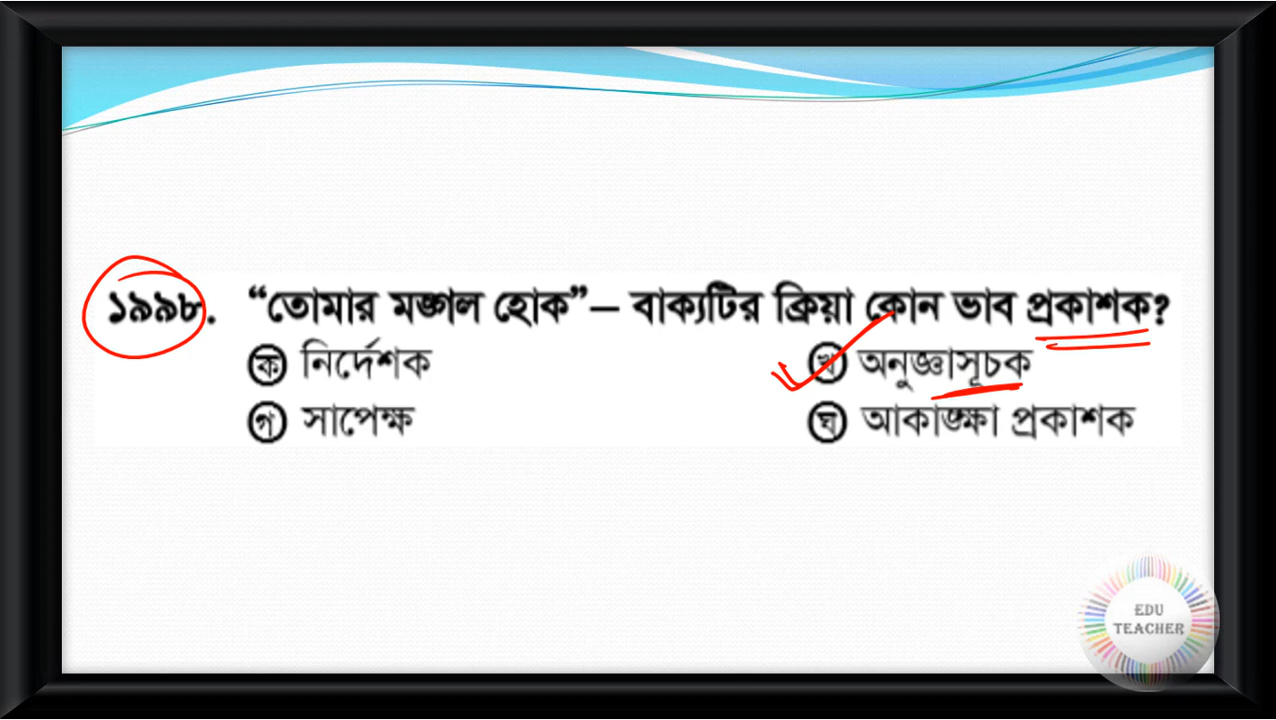 ১৯৯৮. “তোমার মঙ্গল হোক” – বাক্যটির ক্রিয়া কোন ভাব প্রকাশক?
ক নির্দেশক খ অনুজ্ঞাসূচক
গ সাপেক্ষ ঘ আকাঙ্ক্ষা প্রকাশক
EDU
TEACHER